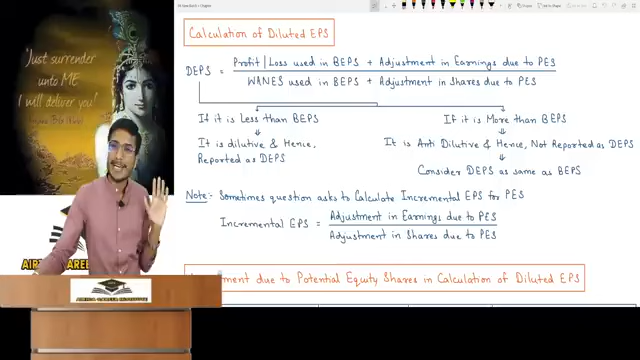 Calculation of Diluted EPS
"Just surrender
unto ME
I will deliver you."
DEPS = Profit/Loss used in BEPS + Adjustment in Earnings due to PES
WANES used in BEPS + Adjustment in Shares due to PES
If it is Less than BEPS
If it is More than BEPS
It is dilutive & Hence,
Reported as DEPS
It is Anti Dilutive & Hence, Not Reported as DEPS
Consider DEPS as same as BEPS
Note:- Sometimes question asks to Calculate Incremental EPS for PES
Incremental EPS = Adjustment in Earnings due to PES
Adjustment in Shares due to PES
due to Potential Equity Shares in Calculation of Diluted EPS